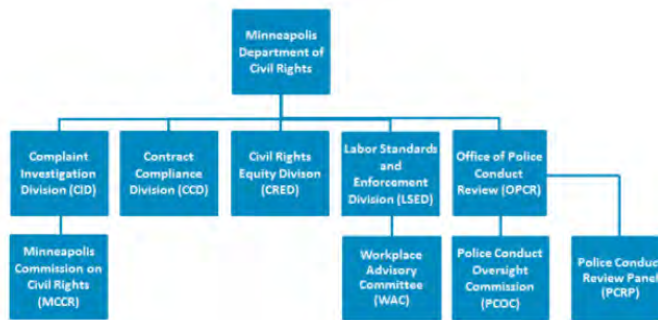 Minneapolis
Department of
Civil Rights
Complaint
Investigation
Division (CID)
Contract
Compliance
Division (CCD)
Civil Rights
Equity Divison
(CRED)
Labor Standards
and
Enforcement
Division (LSED)
Office of Police
Conduct
Review (OPCR)
Minneapolis
Commission on
Civil Rights
(MCCR)
Workplace
Advisory
Committee
(WAC)
Police Conduct
Oversight
Commission
(PCOC)
Police Conduct
Review Panel
(PCRP)